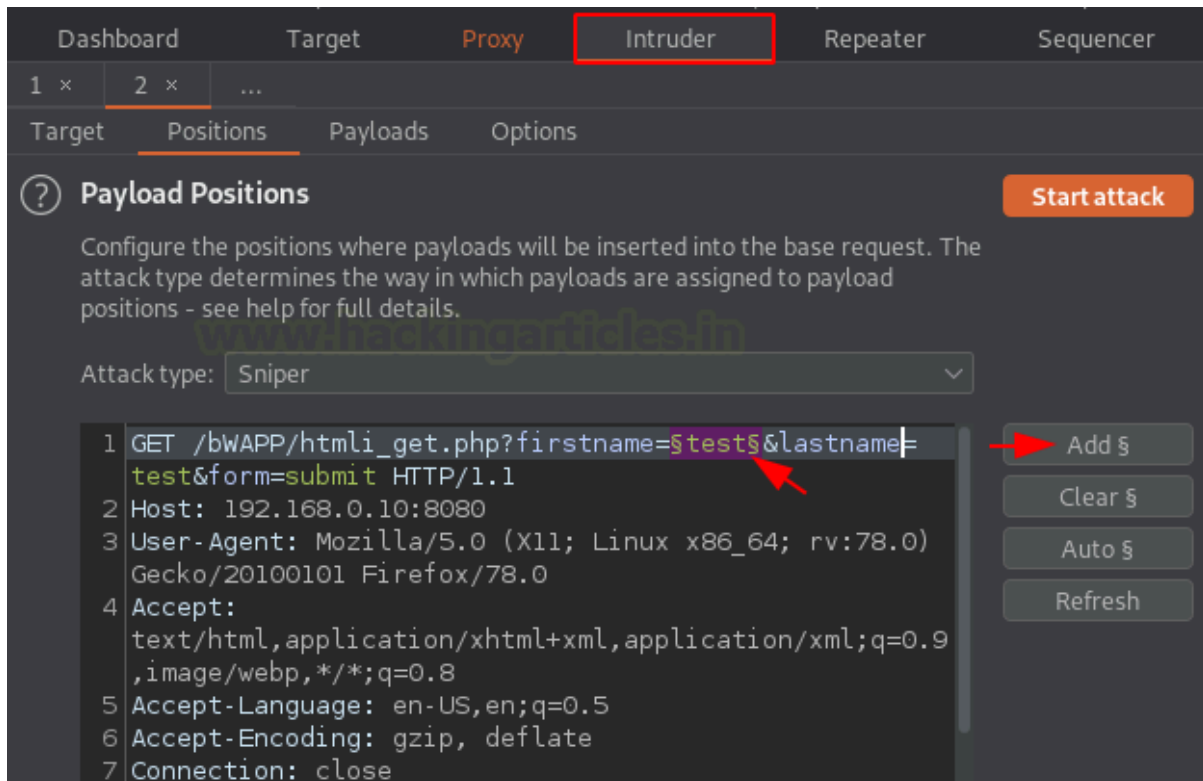 Dashboard Target Proxy Intruder Repeater Sequencer
1 × 2 × ...
Target Positions Payloads Options
? Payload Positions
Start attack
Configure the positions where payloads will be inserted into the base request. The
attack type determines the way in which payloads are assigned to payload
positions - see help for full details.
www.hackingarticles.in
Attack type: Sniper
1 GET /bWAPP/htmli_get.php?firstname=§test§&lastname=
test&form=submit HTTP/1.1
2 Host: 192.168.0.10:8080
3 User-Agent: Mozilla/5.0 (X11; Linux x86_64; rv:78.0)
Gecko/20100101 Firefox/78.0
4 Accept:
text/html,application/xhtml+xml,application/xml;q=0.9
,image/webp,*/*;q=0.8
5 Accept-Language: en-US,en;q=0.5
6 Accept-Encoding: gzip, deflate
7 Connection: close
Add §
Clear §
Auto §
Refresh